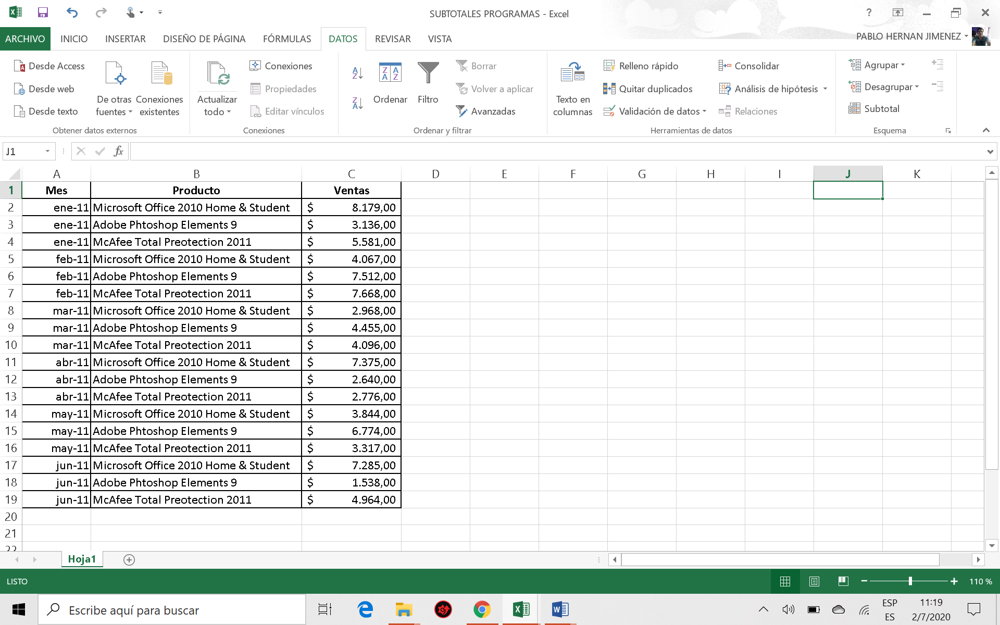 SUBTOTALES PROGRAMAS - Excel
?
ARCHIVO INICIO INSERTAR DISEÑO DE PÁGINA FÓRMULAS DATOS REVISAR VISTA PABLO HERNAN JIMENEZ
Desde Access
Desde web
Desde texto
De otras fuentes
Conexiones existentes
Obtener datos externos
Actualizar todo
Conexiones
Propiedades
Editar vínculos
Conexiones
Ordenar
Filtro
Borrar
Volver a aplicar
Avanzadas
Ordenar y filtrar
Texto en columnas
Relleno rápido
Quitar duplicados
Validación de datos
Consolidar
Análisis de hipótesis
Relaciones
Herramientas de datos
Agrupar
Desagrupar
Subtotal
Esquema
J1 fx
A B C D E F G H I J K
1 Mes Producto Ventas
2 ene-11 Microsoft Office 2010 Home & Student $ 8.179,00
3 ene-11 Adobe Phtoshop Elements 9 $ 3.136,00
4 ene-11 McAfee Total Preotection 2011 $ 5.581,00
5 feb-11 Microsoft Office 2010 Home & Student $ 4.067,00
6 feb-11 Adobe Phtoshop Elements 9 $ 7.512,00
7 feb-11 McAfee Total Preotection 2011 $ 7.668,00
8 mar-11 Microsoft Office 2010 Home & Student $ 2.968,00
9 mar-11 Adobe Phtoshop Elements 9 $ 4.455,00
10 mar-11 McAfee Total Preotection 2011 $ 4.096,00
11 abr-11 Microsoft Office 2010 Home & Student $ 7.375,00
12 abr-11 Adobe Phtoshop Elements 9 $ 2.640,00
13 abr-11 McAfee Total Preotection 2011 $ 2.776,00
14 may-11 Microsoft Office 2010 Home & Student $ 3.844,00
15 may-11 Adobe Phtoshop Elements 9 $ 6.774,00
16 may-11 McAfee Total Preotection 2011 $ 3.317,00
17 jun-11 Microsoft Office 2010 Home & Student $ 7.285,00
18 jun-11 Adobe Phtoshop Elements 9 $ 1.538,00
19 jun-11 McAfee Total Preotection 2011 $ 4.964,00
20
21
22
Hoja1
LISTO 110 %
Escribe aquí para buscar
ESP
ES
11:19
2/7/2020